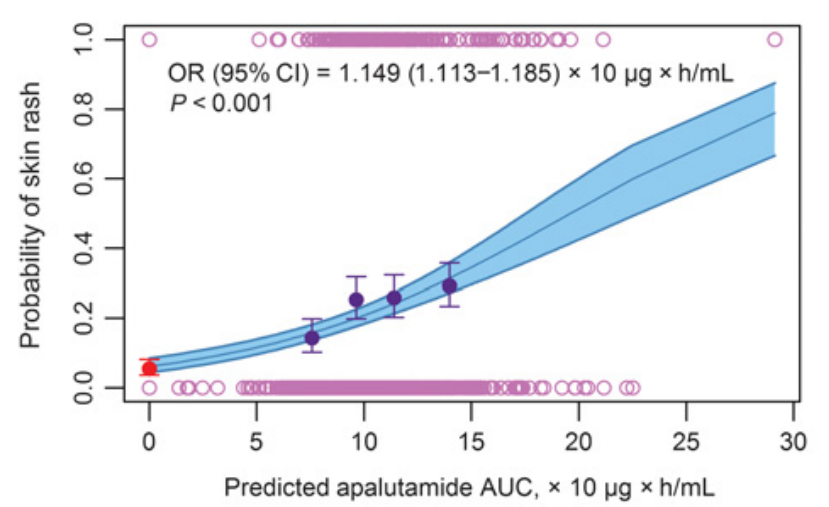 1.0
0.8
0.6
0.4
0.2
0.0
Probability of skin rash
OR (95% CI) = 1.149 (1.113–1.185) × 10 µg × h/mL
P < 0.001
0 5 10 15 20 25 30
Predicted apalutamide AUC, × 10 µg × h/mL